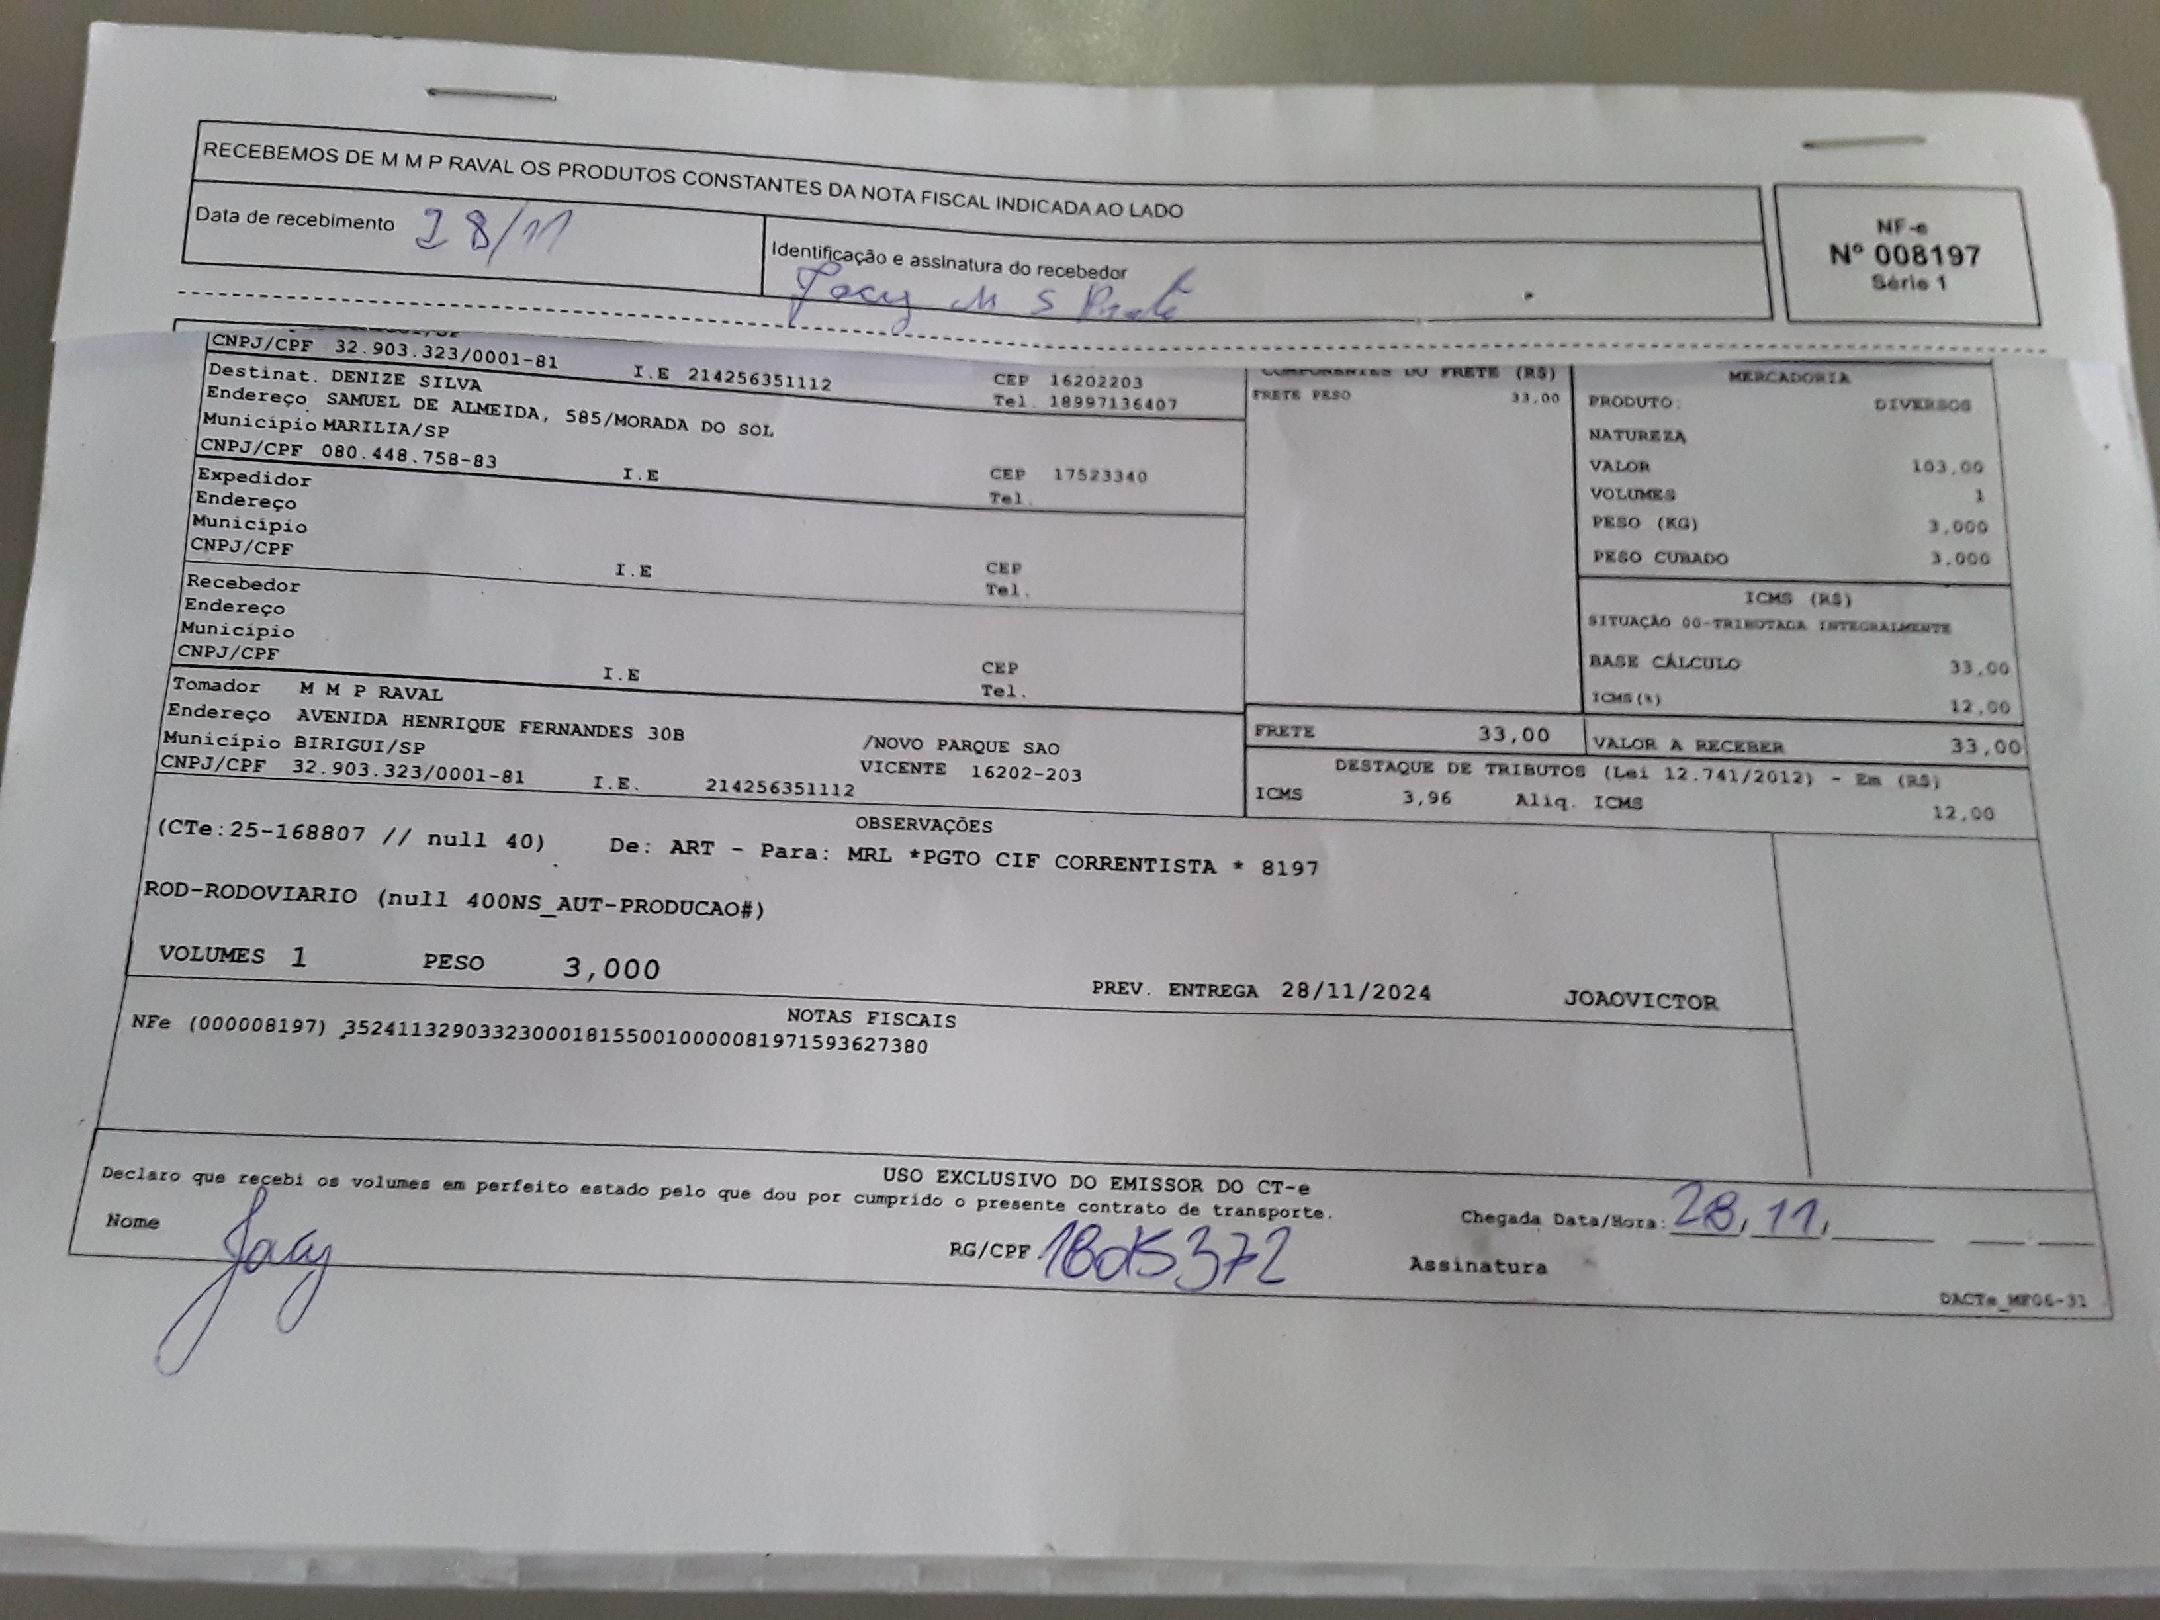 RECEBEMOS DE M M P RAVAL OS PRODUTOS CONSTANTES DA NOTA FISCAL INDICADA AO LADO
Data de recebimento 28/11
Identificação e assinatura do recebedor
Jacy M S
NF-e
Nº 008197
Série 1
CNPJ/CPF 32.903.323/0001-81 I.E 214256351112 CEP 16202203
Tel. 18997136407
Destinat. DENIZE SILVA
Endereço SAMUEL DE ALMEIDA, 585/MORADA DO SOL
Município MARILIA/SP CEP 17523340
CNPJ/CPF 080.448.758-83 I.E Tel.
Expedidor
Endereço
Município CEP
CNPJ/CPF I.E Tel.
Recebedor
Endereço
Município CEP
CNPJ/CPF I.E Tel.
Tomador M M P RAVAL
Endereço AVENIDA HENRIQUE FERNANDES 30B /NOVO PARQUE SAO
Município BIRIGUI/SP VICENTE 16202-203
CNPJ/CPF 32.903.323/0001-81 I.E. 214256351112
COMPONENTES DO FRETE (R$)
FRETE PESO 33,00
FRETE 33,00
MERCADORIA
PRODUTO: DIVERSOS
NATUREZA
VALOR 103,00
VOLUMES 1
PESO (KG) 3,000
PESO CUBADO 3,000
ICMS (R$)
SITUAÇÃO 00-TRIBUTADA INTEGRALMENTE
BASE CÁLCULO 33,00
ICMS(%) 12,00
VALOR A RECEBER 33,00
DESTAQUE DE TRIBUTOS (Lei 12.741/2012) - Em (R$)
ICMS 3,96 Aliq. ICMS 12,00
OBSERVAÇÕES
(CTe:25-168807 // null 40) De: ART - Para: MRL *PGTO CIF CORRENTISTA * 8197
ROD-RODOVIARIO (null 400NS_AUT-PRODUCAO#)
VOLUMES 1 PESO 3,000 PREV. ENTREGA 28/11/2024 JOAOVICTOR
NOTAS FISCAIS
NFe (000008197) 35241132903323000181550010000081971593627380
USO EXCLUSIVO DO EMISSOR DO CT-e
Declaro que recebi os volumes em perfeito estado pelo que dou por cumprido o presente contrato de transporte.
Chegada Data/Hora: 28, 11,
Nome Jacy RG/CPF Assinatura
DACTe_MF06-31